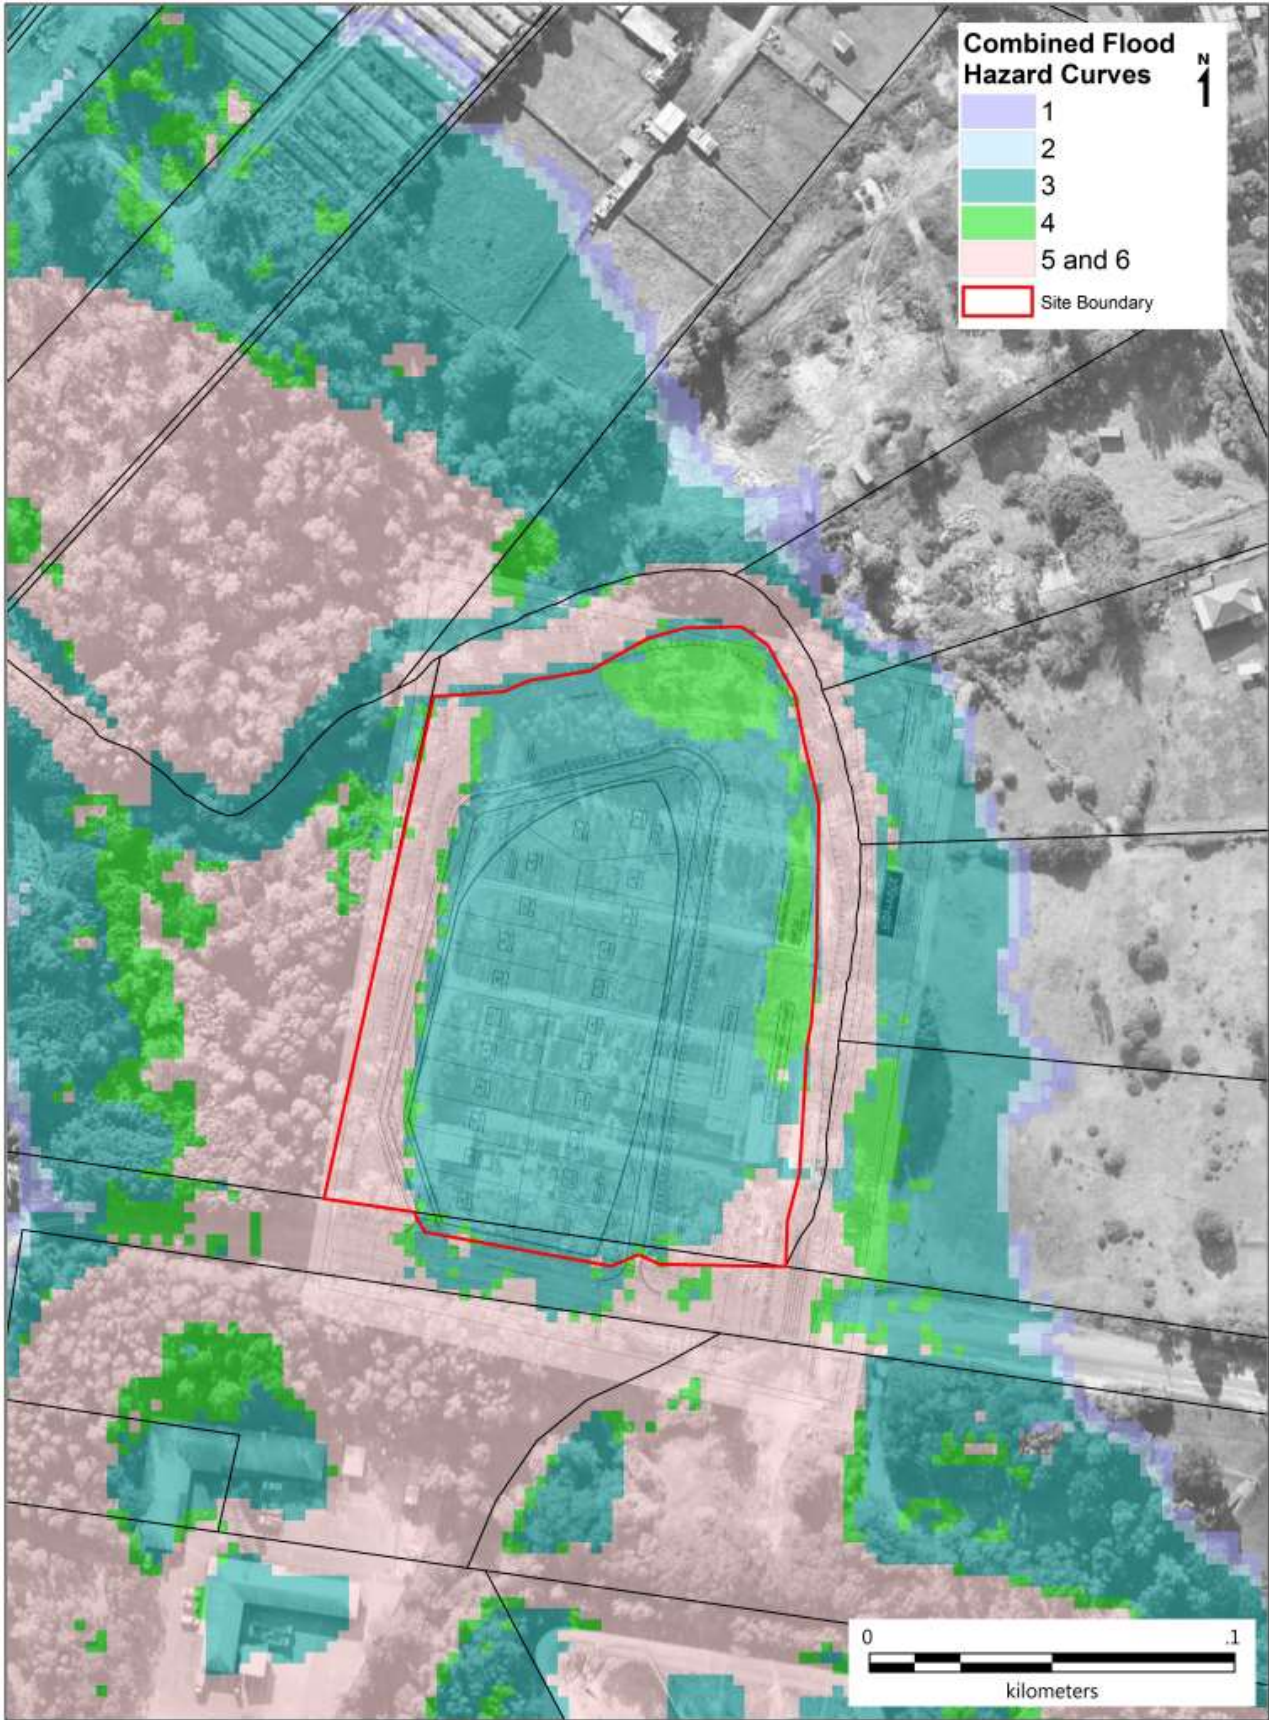 Combined Flood
Hazard Curves
N
1
2
3
4
5 and 6
Site Boundary
0 .1
kilometers